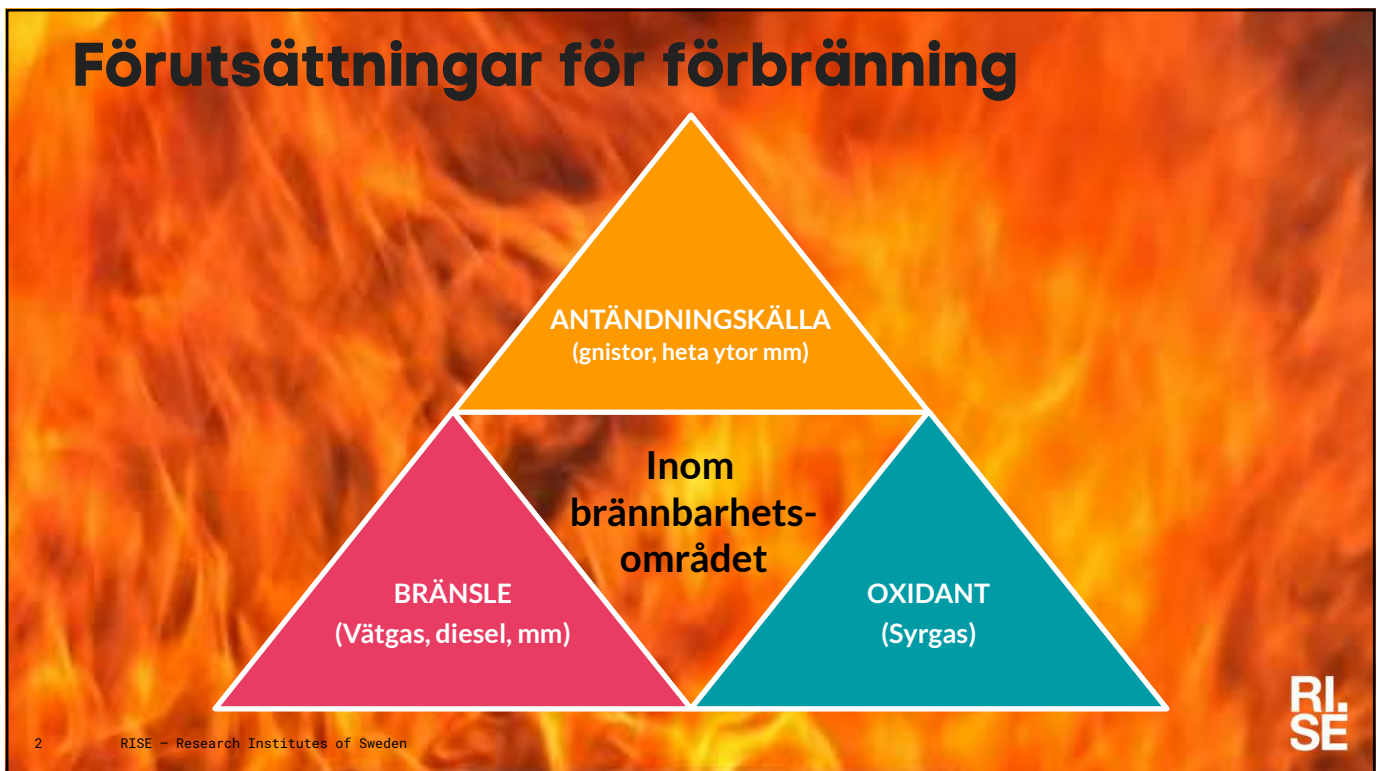 Förutsättningar för förbränning
ANTÄNDNINGSKÄLLA
(gnistor, heta ytor mm)
Inom
brännbarhets-
området
BRÄNSLE
(Vätgas, diesel, mm)
OXIDANT
(Syrgas)
2 RISE — Research Institutes of Sweden
RI.
SE